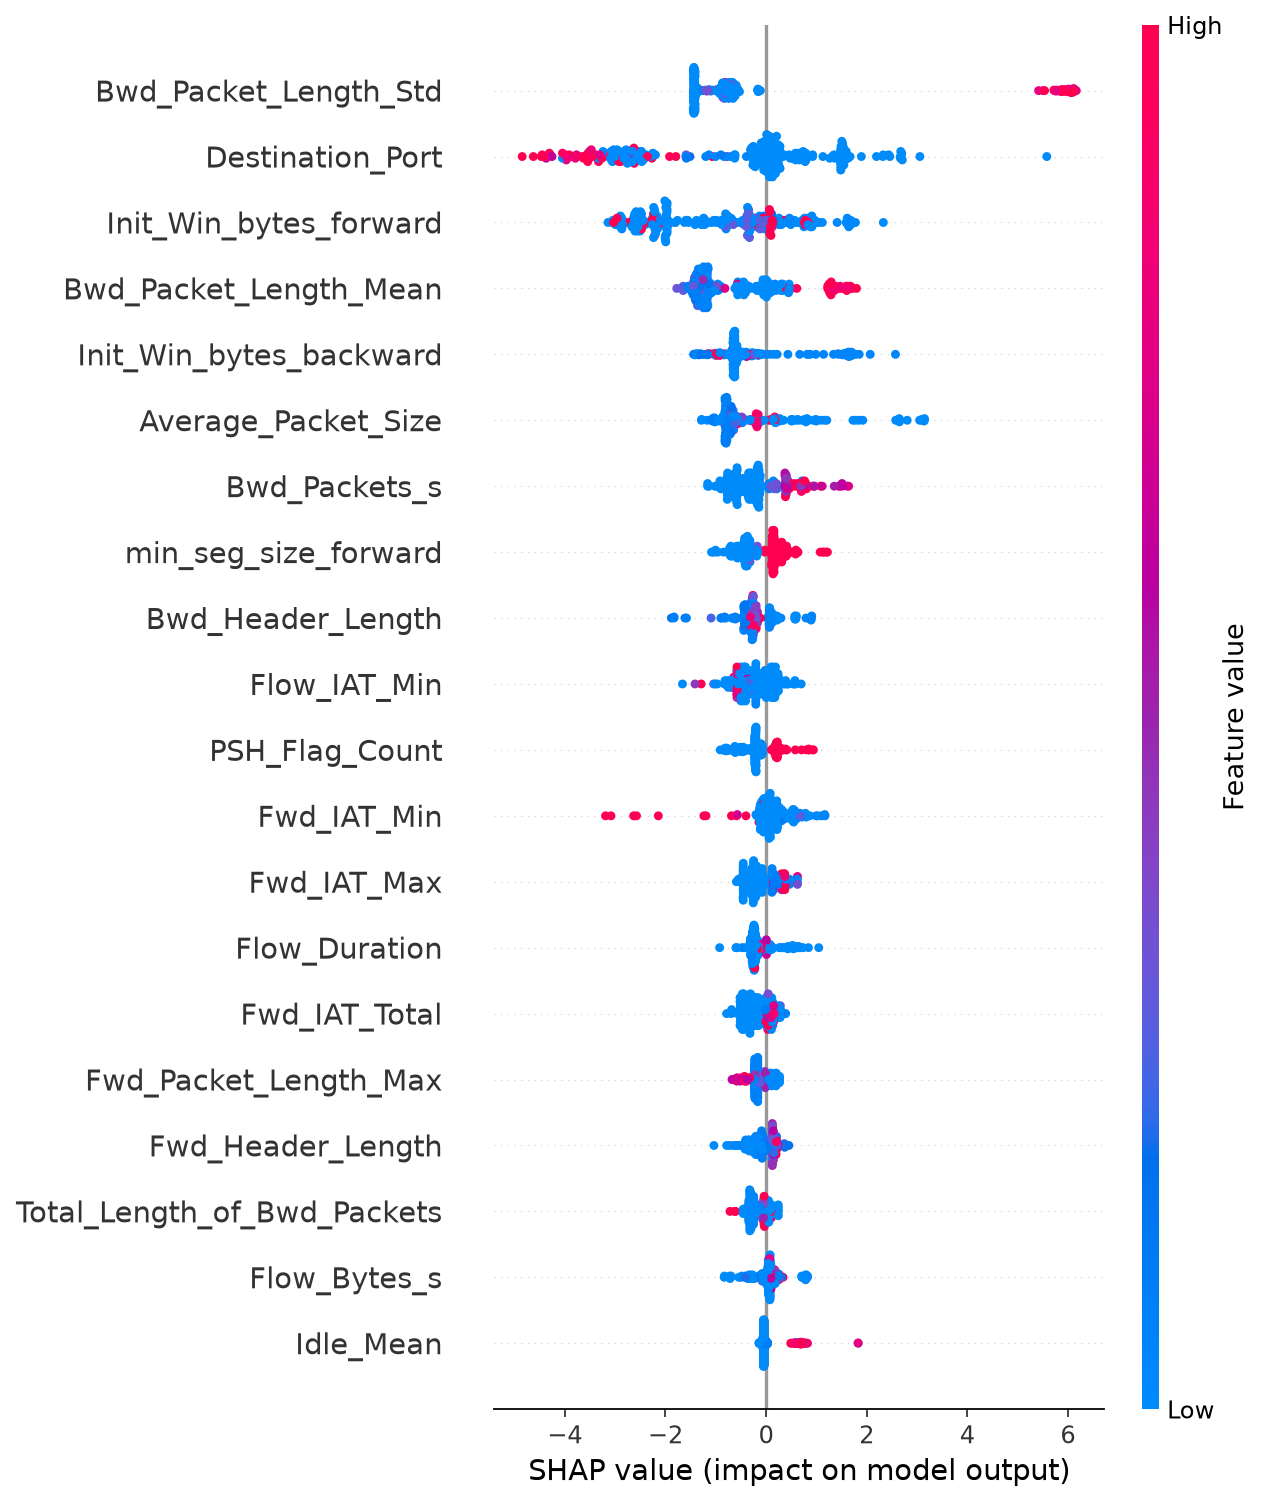 High
Bwd_Packet_Length_Std
Destination_Port
Init_Win_bytes_forward
Bwd_Packet_Length_Mean
Init_Win_bytes_backward
Average_Packet_Size
Bwd_Packets_s
min_seg_size_forward
Bwd_Header_Length
Flow_IAT_Min
PSH_Flag_Count
Fwd_IAT_Min
Fwd_IAT_Max
Flow_Duration
Fwd_IAT_Total
Fwd_Packet_Length_Max
Fwd_Header_Length
Total_Length_of_Bwd_Packets
Flow_Bytes_s
Idle_Mean
Feature value
Low
−4 −2 0 2 4 6
SHAP value (impact on model output)